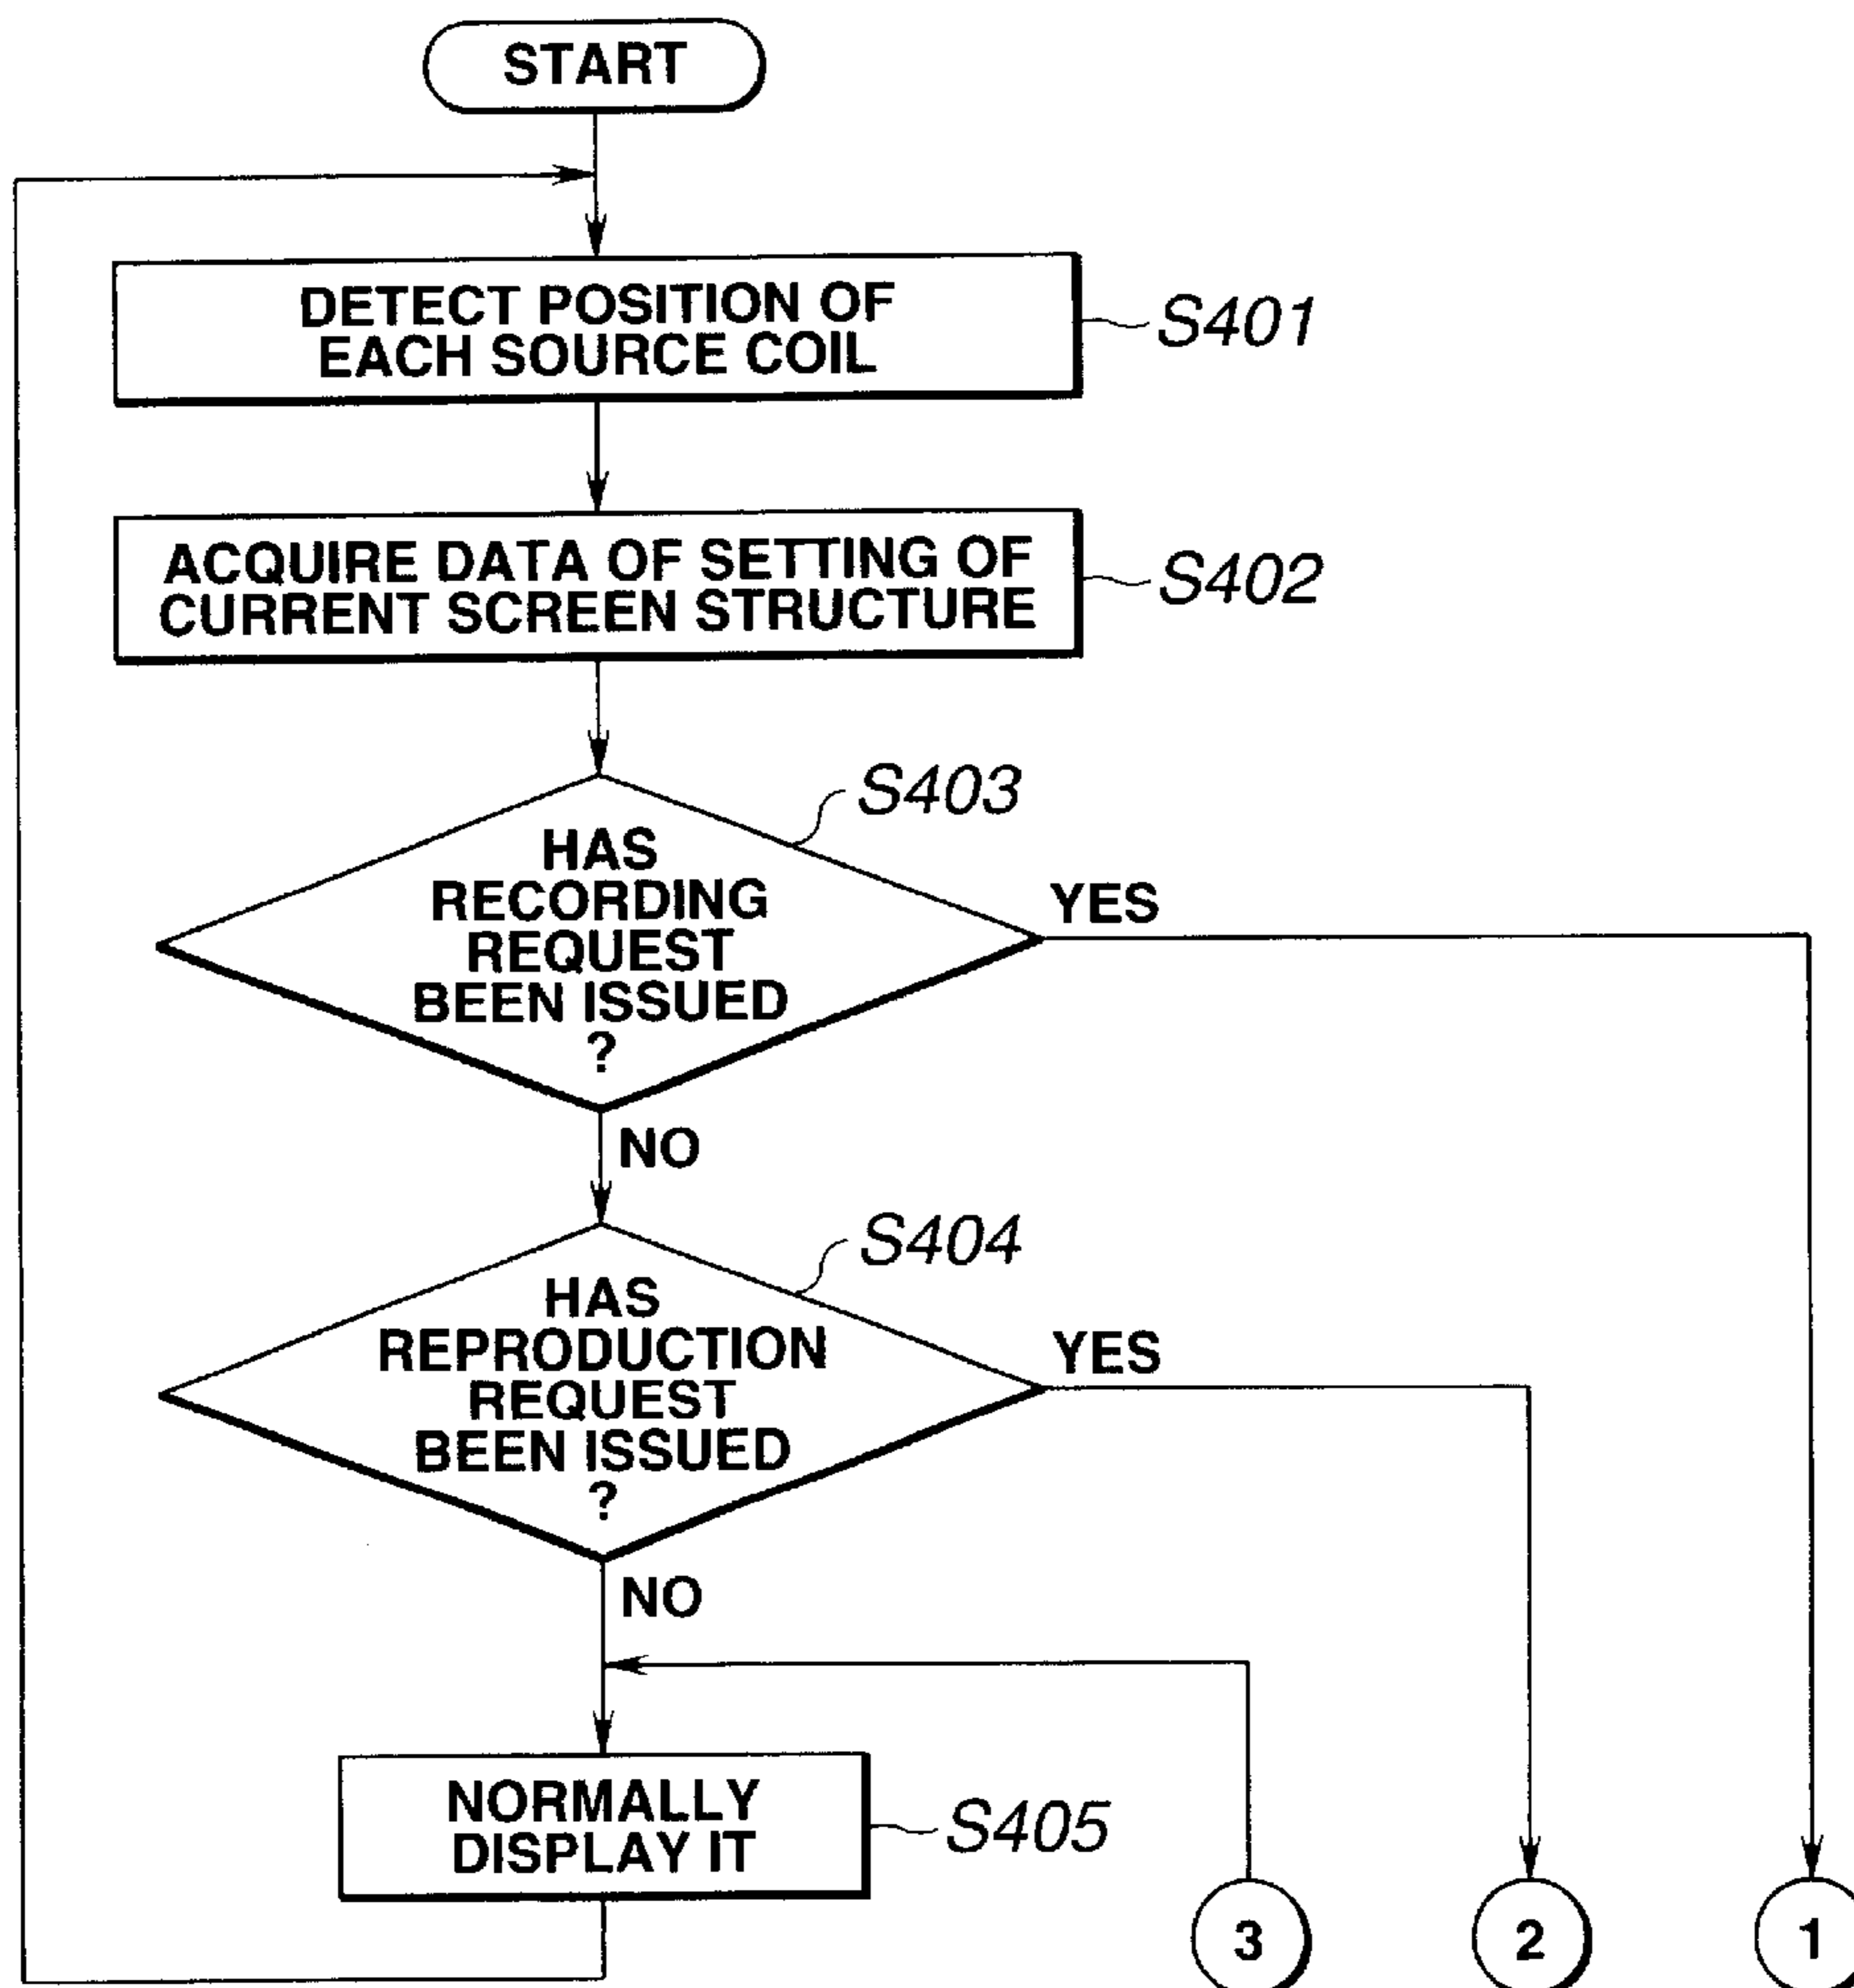 START
DETECT POSITION OF
EACH SOURCE COIL
S401
ACQUIRE DATA OF SETTING OF
CURRENT SCREEN STRUCTURE
S402
S403
HAS
RECORDING
REQUEST
BEEN ISSUED
?
YES
NO
S404
HAS
REPRODUCTION
REQUEST
BEEN ISSUED
?
YES
NO
NORMALLY
DISPLAY IT
S405
3
2
1